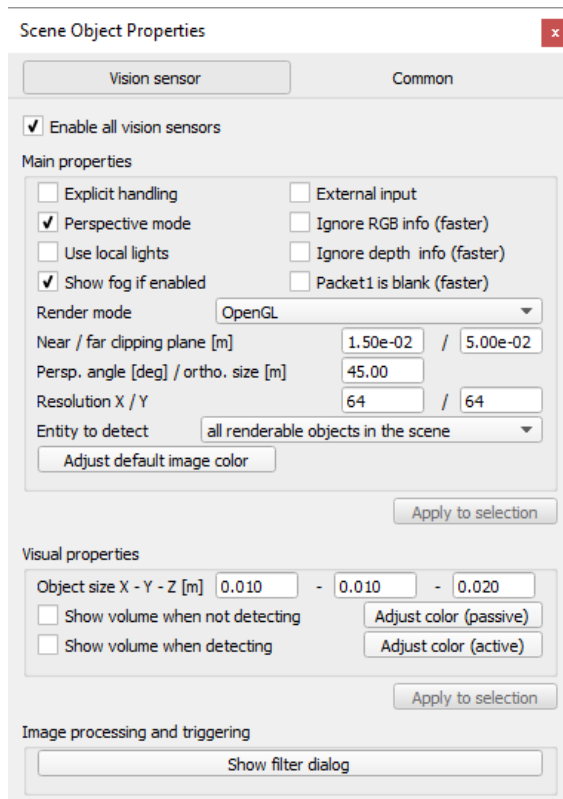 Scene Object Properties
x
Vision sensor Common
Enable all vision sensors
Main properties
Explicit handling External input
Perspective mode Ignore RGB info (faster)
Use local lights Ignore depth info (faster)
Show fog if enabled Packet1 is blank (faster)
Render mode OpenGL
Near / far clipping plane [m] 1.50e-02 / 5.00e-02
Persp. angle [deg] / ortho. size [m] 45.00
Resolution X / Y 64 / 64
Entity to detect all renderable objects in the scene
Adjust default image color
Apply to selection
Visual properties
Object size X - Y - Z [m] 0.010 - 0.010 - 0.020
Show volume when not detecting Adjust color (passive)
Show volume when detecting Adjust color (active)
Apply to selection
Image processing and triggering
Show filter dialog